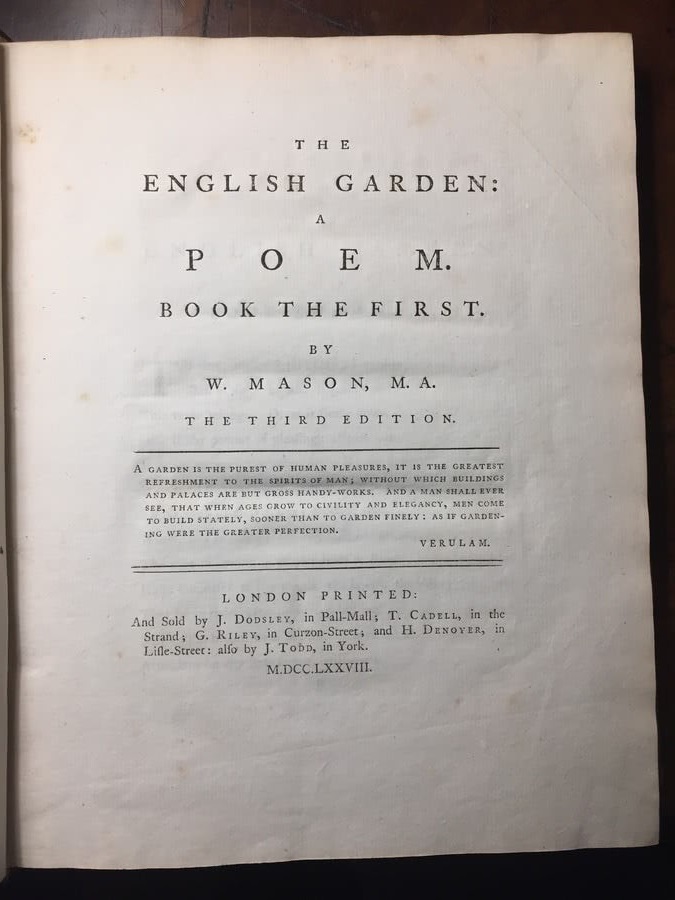 THE
ENGLISH GARDEN:
A
POEM.
BOOK THE FIRST.
BY
W. MASON, M.A.
THE THIRD EDITION.
A GARDEN IS THE PUREST OF HUMAN PLEASURES, IT IS THE GREATEST
REFRESHMENT TO THE SPIRITS OF MAN; WITHOUT WHICH BUILDINGS
AND PALACES ARE BUT GROSS HANDY-WORKS. AND A MAN SHALL EVER
SEE, THAT WHEN AGES GROW TO CIVILITY AND ELEGANCY, MEN COME
TO BUILD STATELY, SOONER THAN TO GARDEN FINELY: AS IF GARDEN-
ING WERE THE GREATER PERFECTION.
VERULAM.
LONDON PRINTED:
And Sold by J. DODSLEY, in Pall-Mall; T. CADELL, in the
Strand; G. RILEY, in Curzon-Street; and H. DENOYER, in
Liſle-Street: alſo by J. TODD, in York.
M.DCC.LXXVIII.